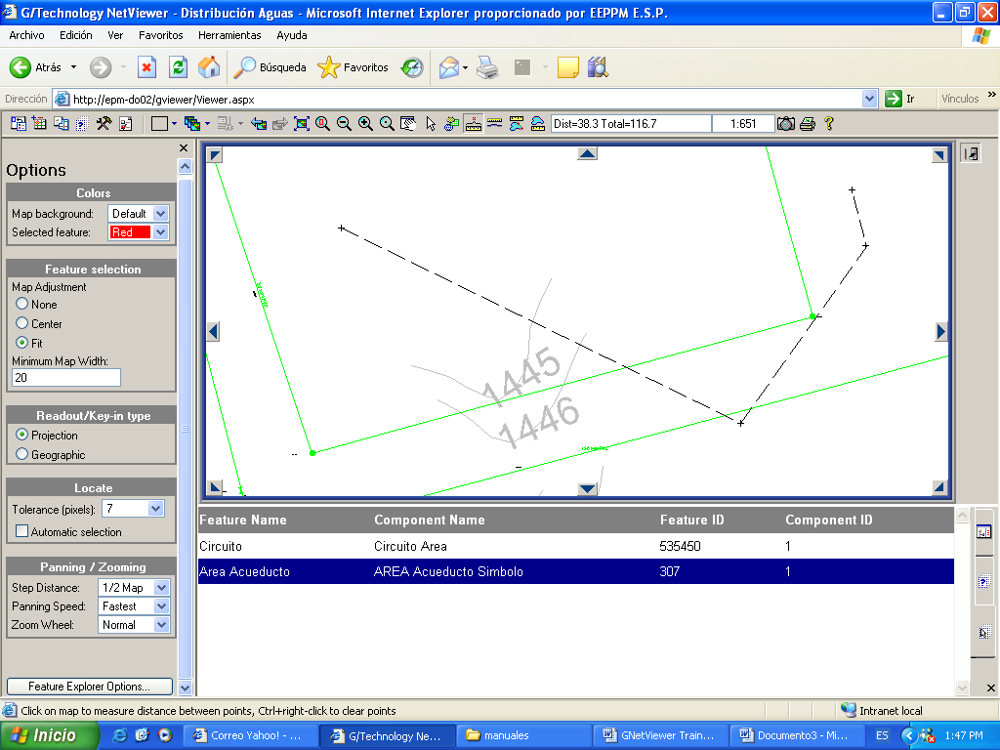 G/Technology NetViewer - Distribución Aguas - Microsoft Internet Explorer proporcionado por EEPPM E.S.P.
Archivo Edición Ver Favoritos Herramientas Ayuda
Atrás Búsqueda Favoritos
Dirección http://epm-do02/gviewer/Viewer.aspx Ir Vínculos »
Dist=38.3 Total=116.7 1:651
Options
Colors
Map background: Default
Selected feature: Red
Feature selection
Map Adjustment
None
Center
Fit
Minimum Map Width:
20
Readout/Key-in type
Projection
Geographic
Locate
Tolerance (pixels): 7
Automatic selection
Panning / Zooming
Step Distance: 1/2 Map
Panning Speed: Fastest
Zoom Wheel: Normal
Feature Explorer Options...
1445
1446
Feature Name Component Name Feature ID Component ID
Circuito Circuito Area 535450 1
Area Acueducto AREA Acueducto Simbolo 307 1
Click on map to measure distance between points, Ctrl+right-click to clear points Intranet local
Inicio Correo Yahoo! - ... G/Technology Ne... manuales GNetViewer Train... Documento3 - Mi... ES 1:47 PM